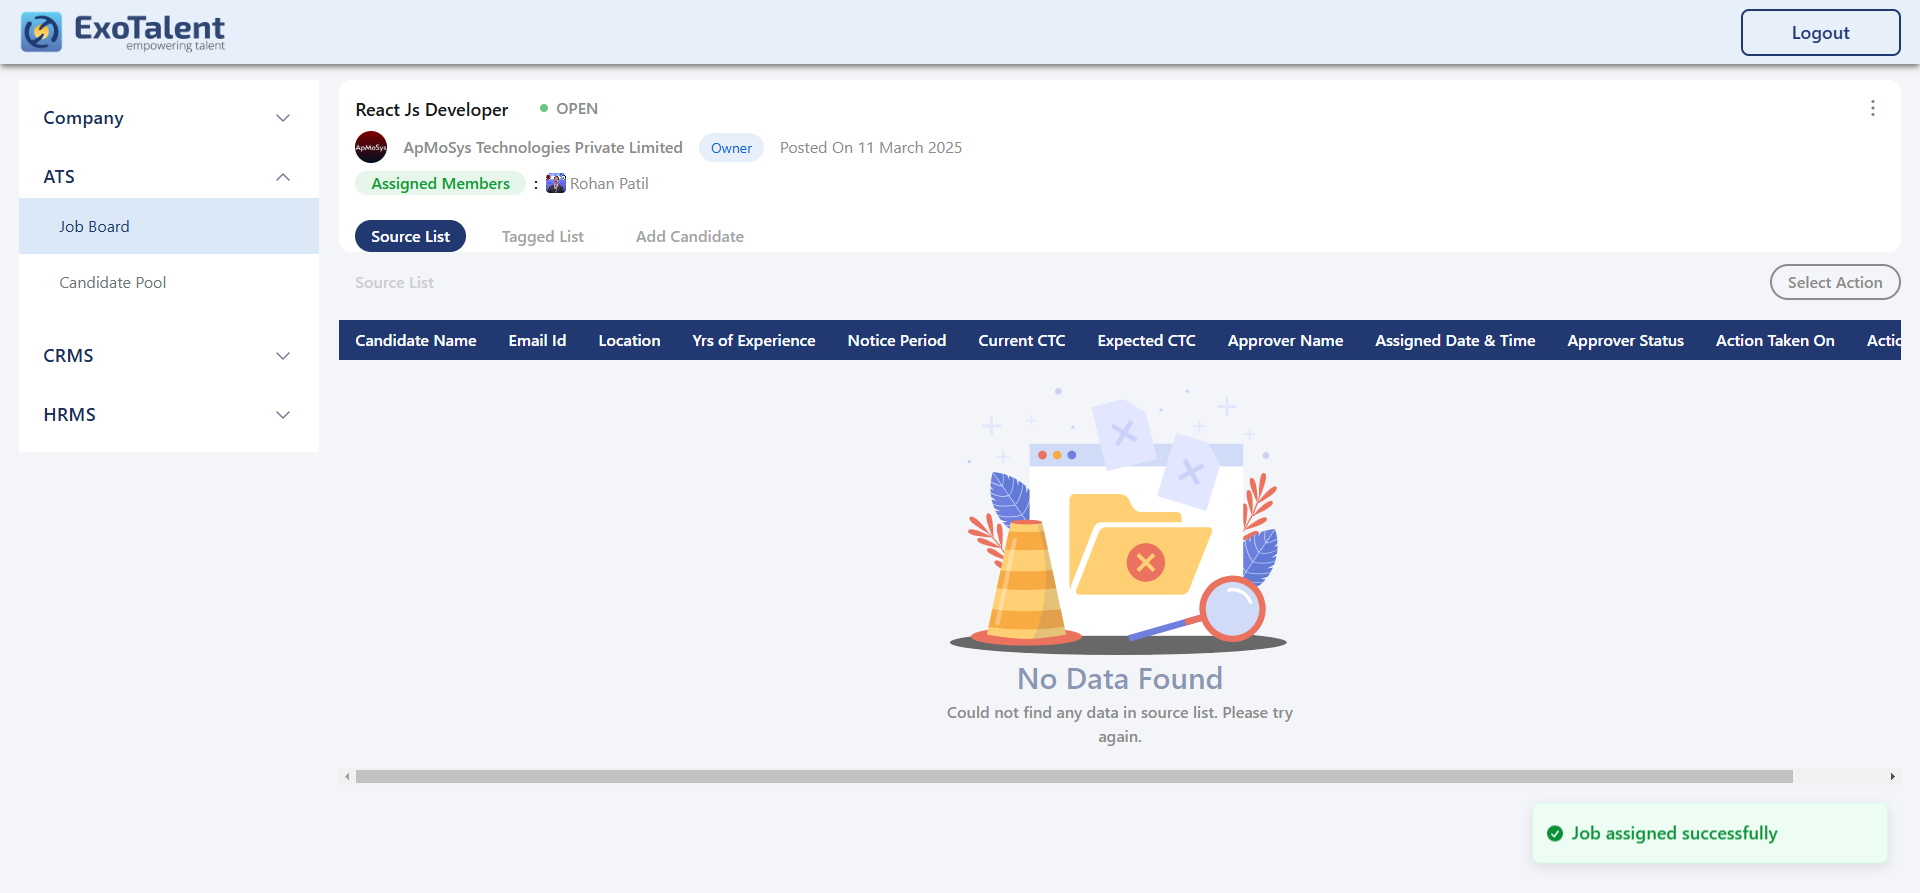 ExoTalent
empowering talent
Logout
Company
ATS
Job Board
Candidate Pool
CRMS
HRMS
React Js Developer
OPEN
ApMoSys
ApMoSys Technologies Private Limited
Owner
Posted On 11 March 2025
Assigned Members : Rohan Patil
Source List
Tagged List
Add Candidate
Source List
Select Action
Candidate Name Email Id Location Yrs of Experience Notice Period Current CTC Expected CTC Approver Name Assigned Date & Time Approver Status Action Taken On Actic
No Data Found
Could not find any data in source list. Please try
again.
Job assigned successfully